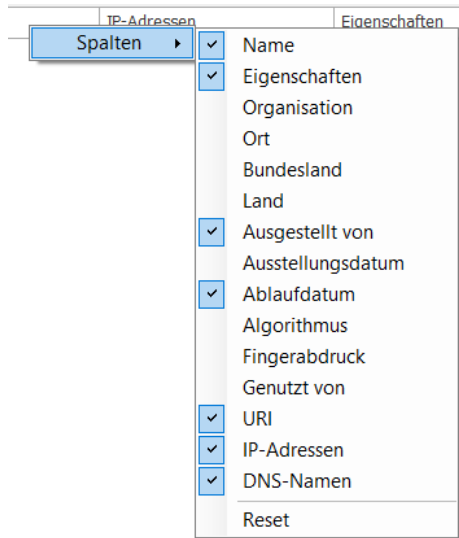 IP-Adressen Eigenschaften
Spalten
Name
Eigenschaften
Organisation
Ort
Bundesland
Land
Ausgestellt von
Ausstellungsdatum
Ablaufdatum
Algorithmus
Fingerabdruck
Genutzt von
URI
IP-Adressen
DNS-Namen
Reset